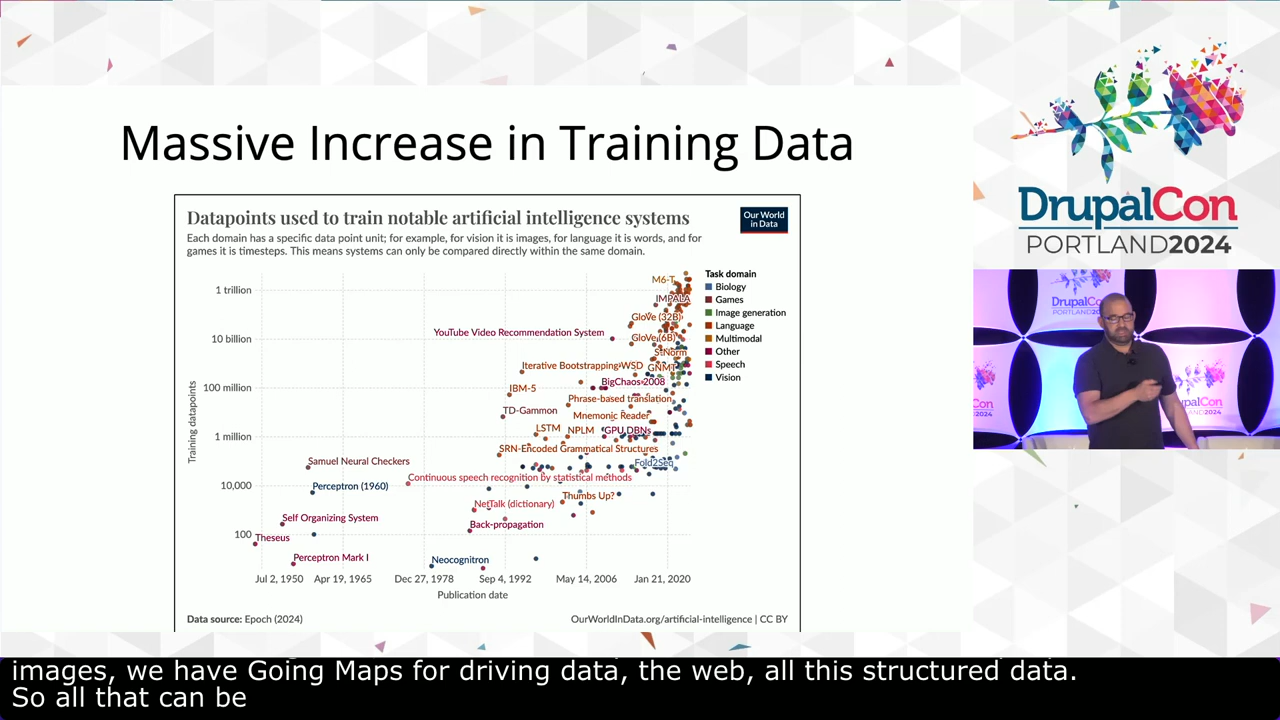 Massive Increase in Training Data
Datapoints used to train notable artificial intelligence systems
Our World
in Data
Each domain has a specific data point unit; for example, for vision it is images, for language it is words, and for
games it is timesteps. This means systems can only be compared directly within the same domain.
Task domain
Biology
Games
Image generation
Language
Multimodal
Other
Speech
Vision
Training datapoints
1 trillion
10 billion
100 million
1 million
10,000
100
M6-T
IMPALA
GloVe (32B)
YouTube Video Recommendation System
GloVe (6B)
StNorm
Iterative Bootstrapping WSD
GNMT
BigChaos 2008
IBM-5
Phrase-based translation
TD-Gammon
Mnemonic Reader
LSTM
NPLM
GPU DBNs
SRN-Encoded Grammatical Structures
Samuel Neural Checkers
Fold2Seq
Continuous speech recognition by statistical methods
Perceptron (1960)
Thumbs Up?
NetTalk (dictionary)
Self Organizing System
Back-propagation
Theseus
Perceptron Mark I
Neocognitron
Jul 2, 1950
Apr 19, 1965
Dec 27, 1978
Sep 4, 1992
May 14, 2006
Jan 21, 2020
Publication date
Data source: Epoch (2024)
OurWorldInData.org/artificial-intelligence | CC BY
DrupalCon
PORTLAND2024
DrupalCon
PORTLAND 20
2024
rupalCon
PORTLAND
2024
images, we have Going Maps for driving data, the web, all this structured data.
So all that can be